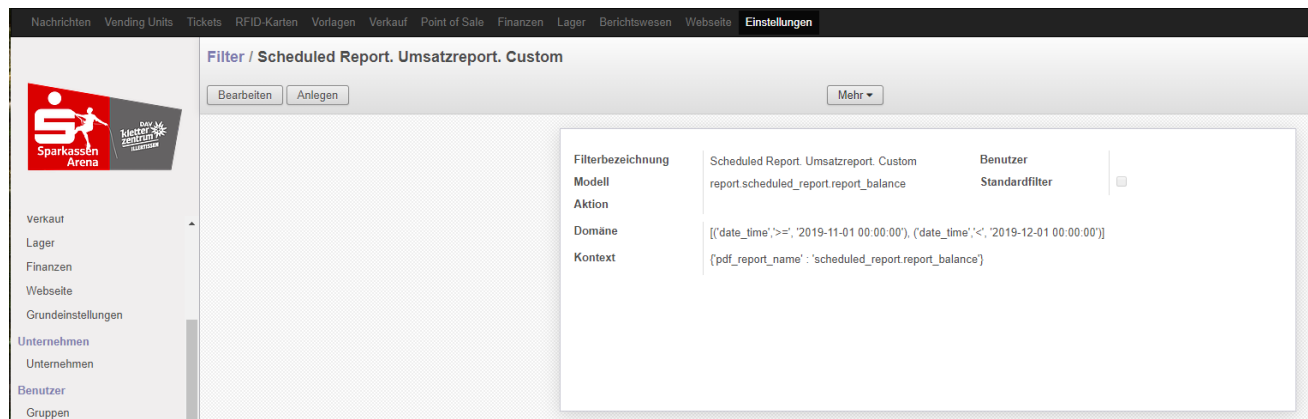 Nachrichten Vending Units Tickets RFID-Karten Vorlagen Verkauf Point of Sale Finanzen Lager Berichtswesen Webseite Einstellungen
Filter / Scheduled Report. Umsatzreport. Custom
Bearbeiten Anlegen Mehr
DAV
kletter
zentrum
ILLERTISSEN
Sparkassen
Arena
Verkauf
Lager
Finanzen
Webseite
Grundeinstellungen
Unternehmen
Unternehmen
Benutzer
Gruppen
Filterbezeichnung Scheduled Report. Umsatzreport. Custom Benutzer
Modell report.scheduled_report.report_balance Standardfilter
Aktion
Domäne [('date_time','>=', '2019-11-01 00:00:00'), ('date_time','<', '2019-12-01 00:00:00')]
Kontext {'pdf_report_name' : 'scheduled_report.report_balance'}